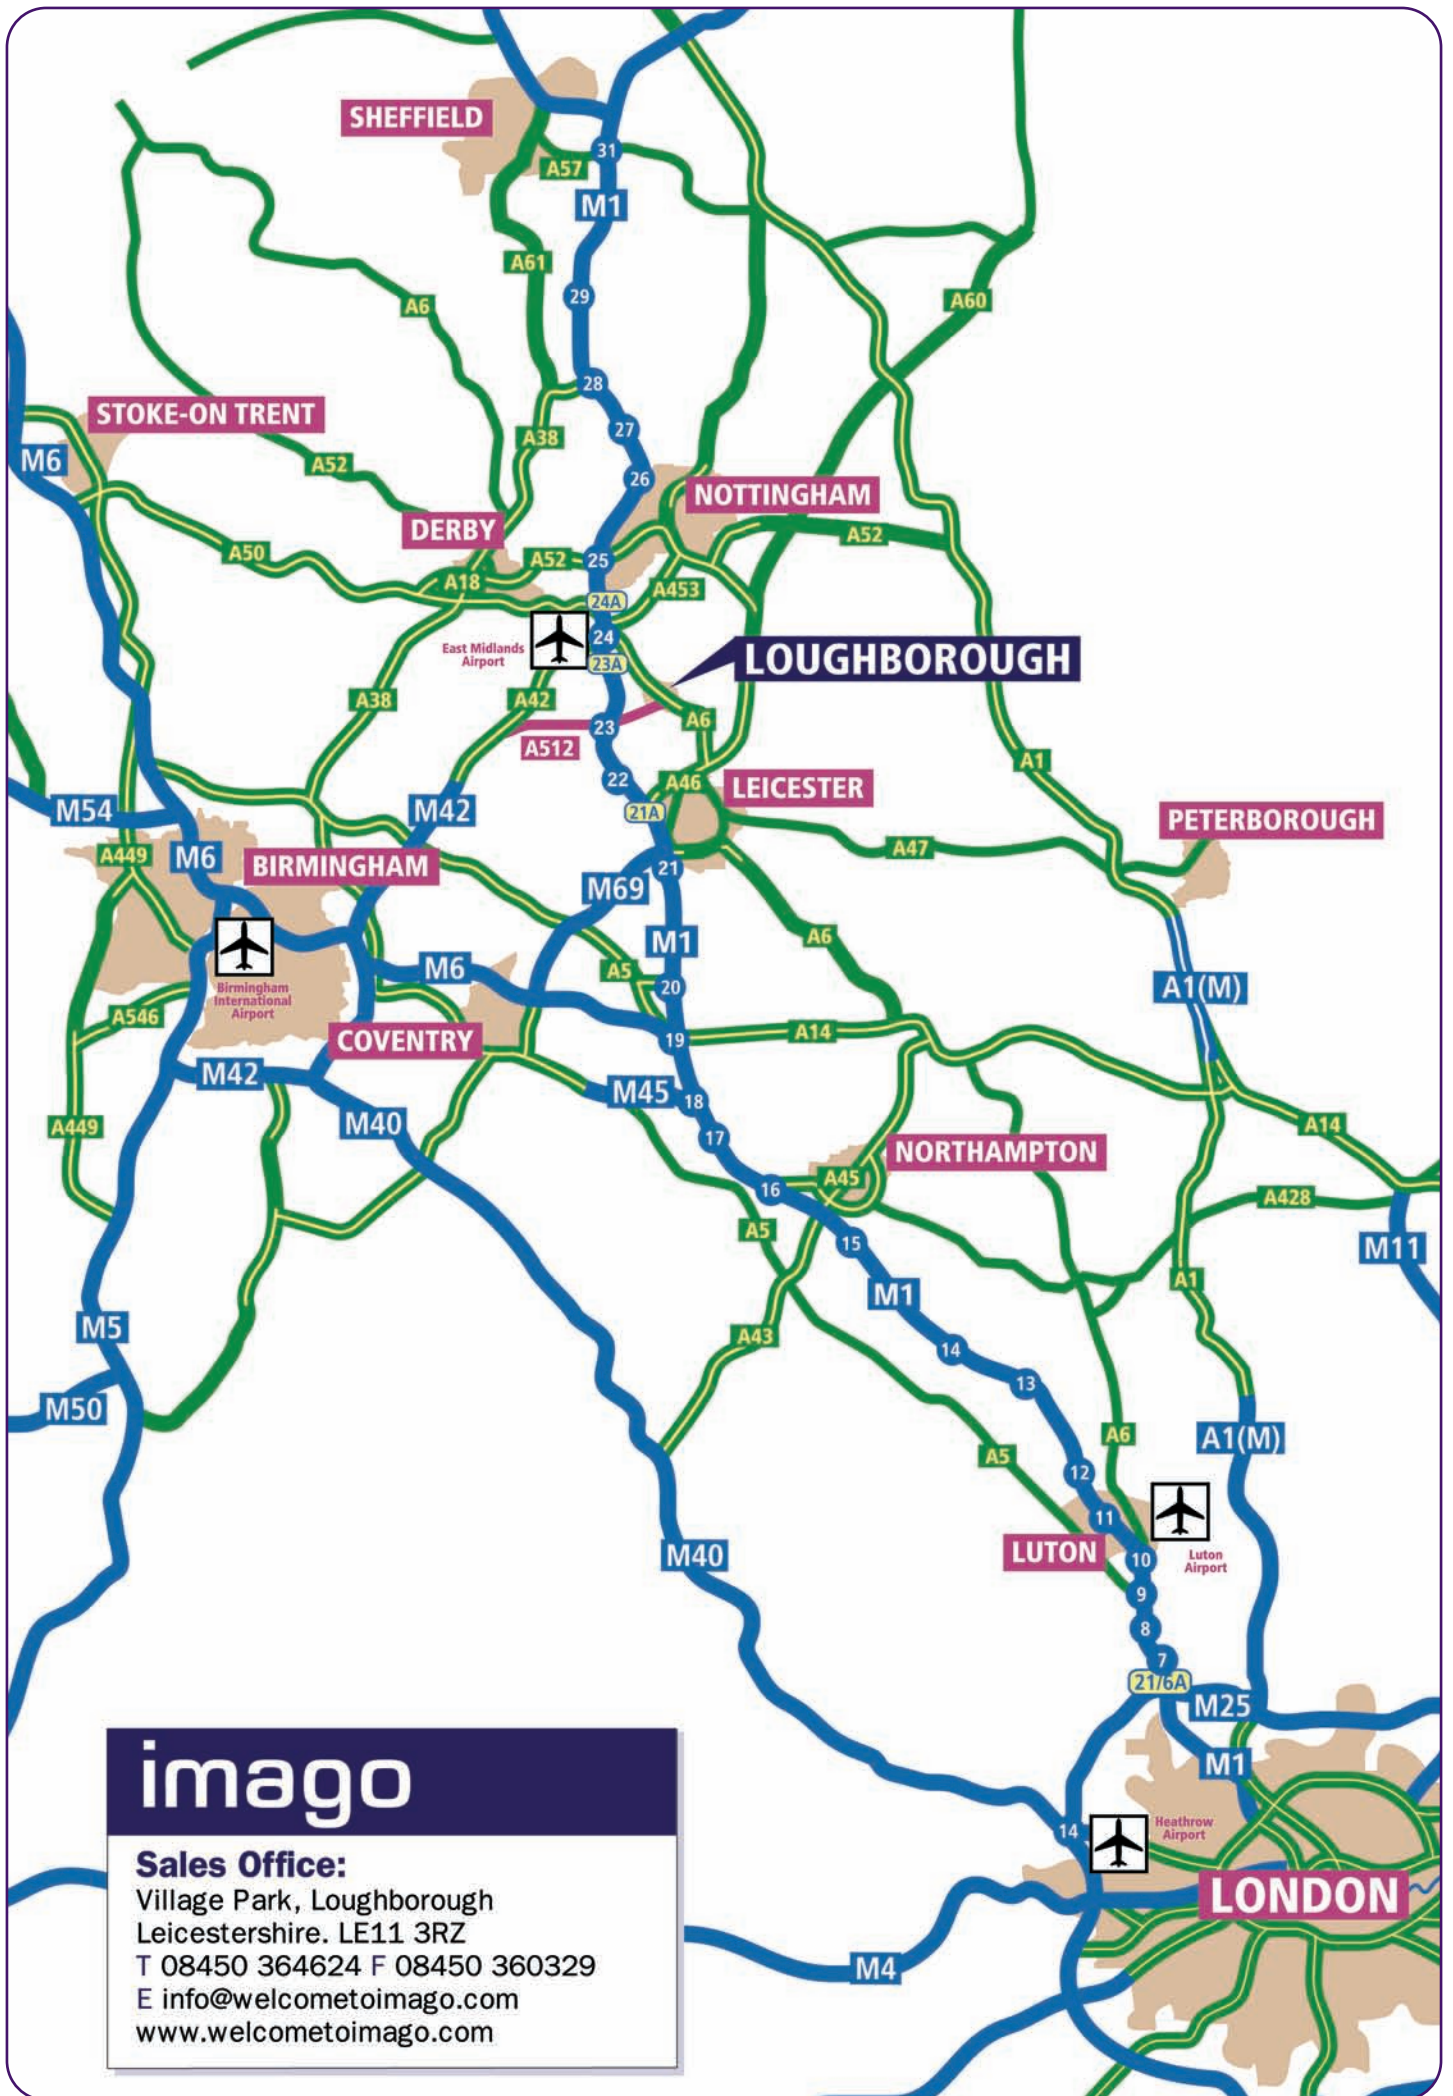 SHEFFIELD
31
A57
M1
A61
29
A6
A60
28
STOKE-ON TRENT
27
A38
M6
A52
26
NOTTINGHAM
DERBY
A52
A50
A52
25
A18
A453
24A
24
East Midlands
Airport
23A
LOUGHBOROUGH
A38
A42
A6
23
A512
A1
22
A46
LEICESTER
M54
M42
21A
PETERBOROUGH
A449
M6
BIRMINGHAM
A47
21
M69
A6
M1
M6
A5
20
A1(M)
Birmingham
International
Airport
A546
A14
19
COVENTRY
M42
M45
18
A449
M40
A14
17
NORTHAMPTON
A45
16
A428
A5
15
M11
A1
M1
M5
A43
14
13
M50
A6
A1(M)
A5
12
11
LUTON
M40
10
Luton
Airport
9
8
7
21/6A
M25
M1
imago
14
Heathrow
Airport
LONDON
M4
Sales Office:
Village Park, Loughborough
Leicestershire. LE11 3RZ
T 08450 364624 F 08450 360329
E info@welcometoimago.com
www.welcometoimago.com